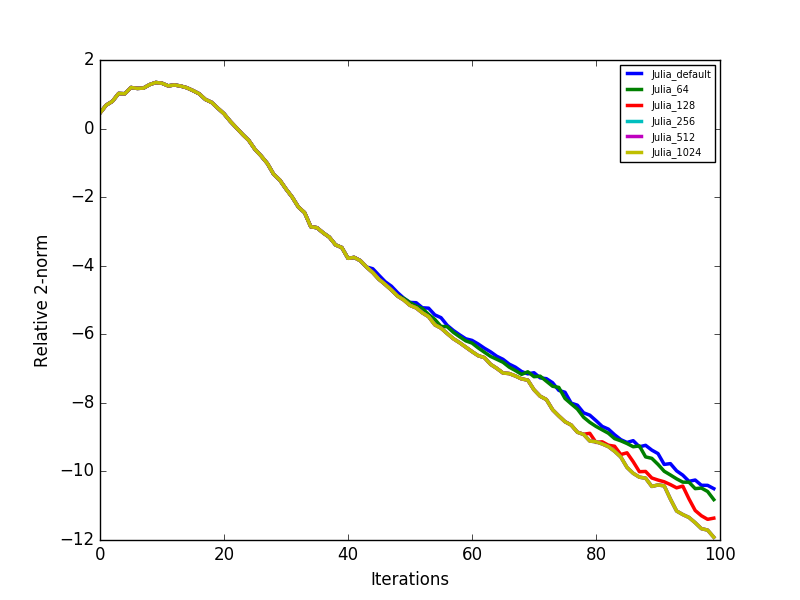 2
0
−2
−4
−6
−8
−10
−12
0 20 40 60 80 100
Relative 2-norm
Iterations
Julia_default
Julia_64
Julia_128
Julia_256
Julia_512
Julia_1024